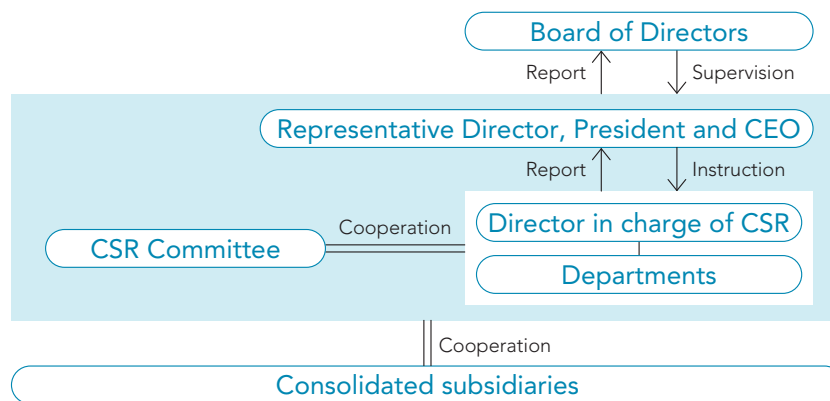 Board of Directors
Report
Supervision
Representative Director, President and CEO
Report
Instruction
Director in charge of CSR
Cooperation
CSR Committee
Departments
Cooperation
Consolidated subsidiaries